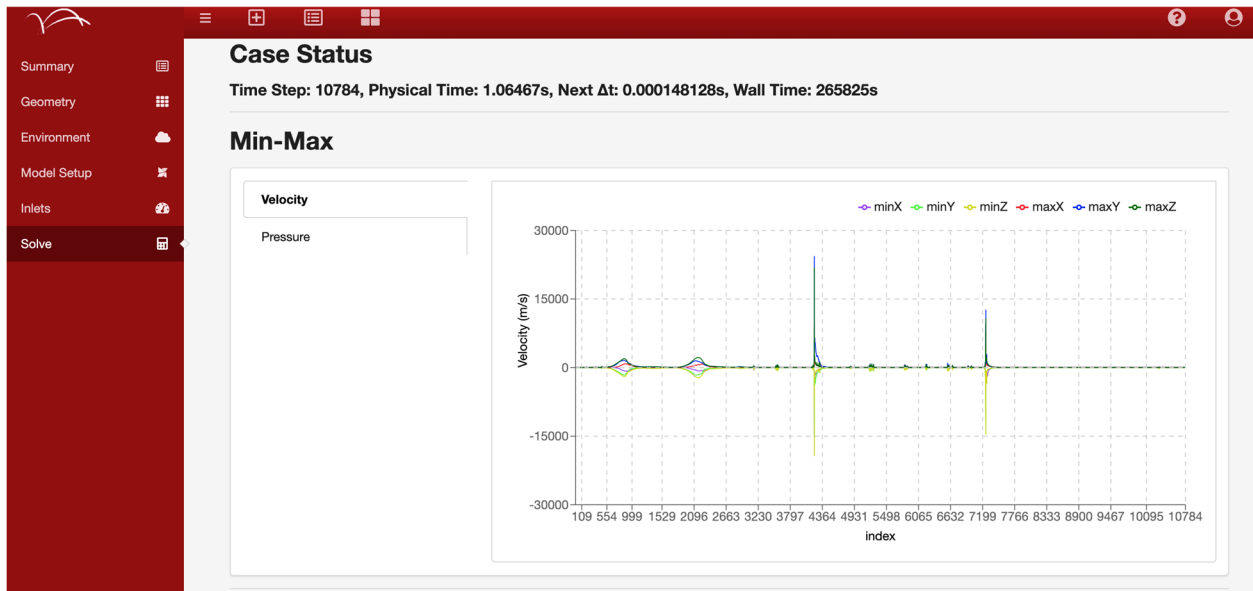 Summary
Geometry
Environment
Model Setup
Inlets
Solve
Case Status
Time Step: 10784, Physical Time: 1.06467s, Next Δt: 0.000148128s, Wall Time: 265825s
Min-Max
Velocity
Pressure
minX minY minZ maxX maxY maxZ
30000
15000
0
-15000
-30000
Velocity (m/s)
109 554 999 1529 2096 2663 3230 3797 4364 4931 5498 6065 6632 7199 7766 8333 8900 9467 10095 10784
index